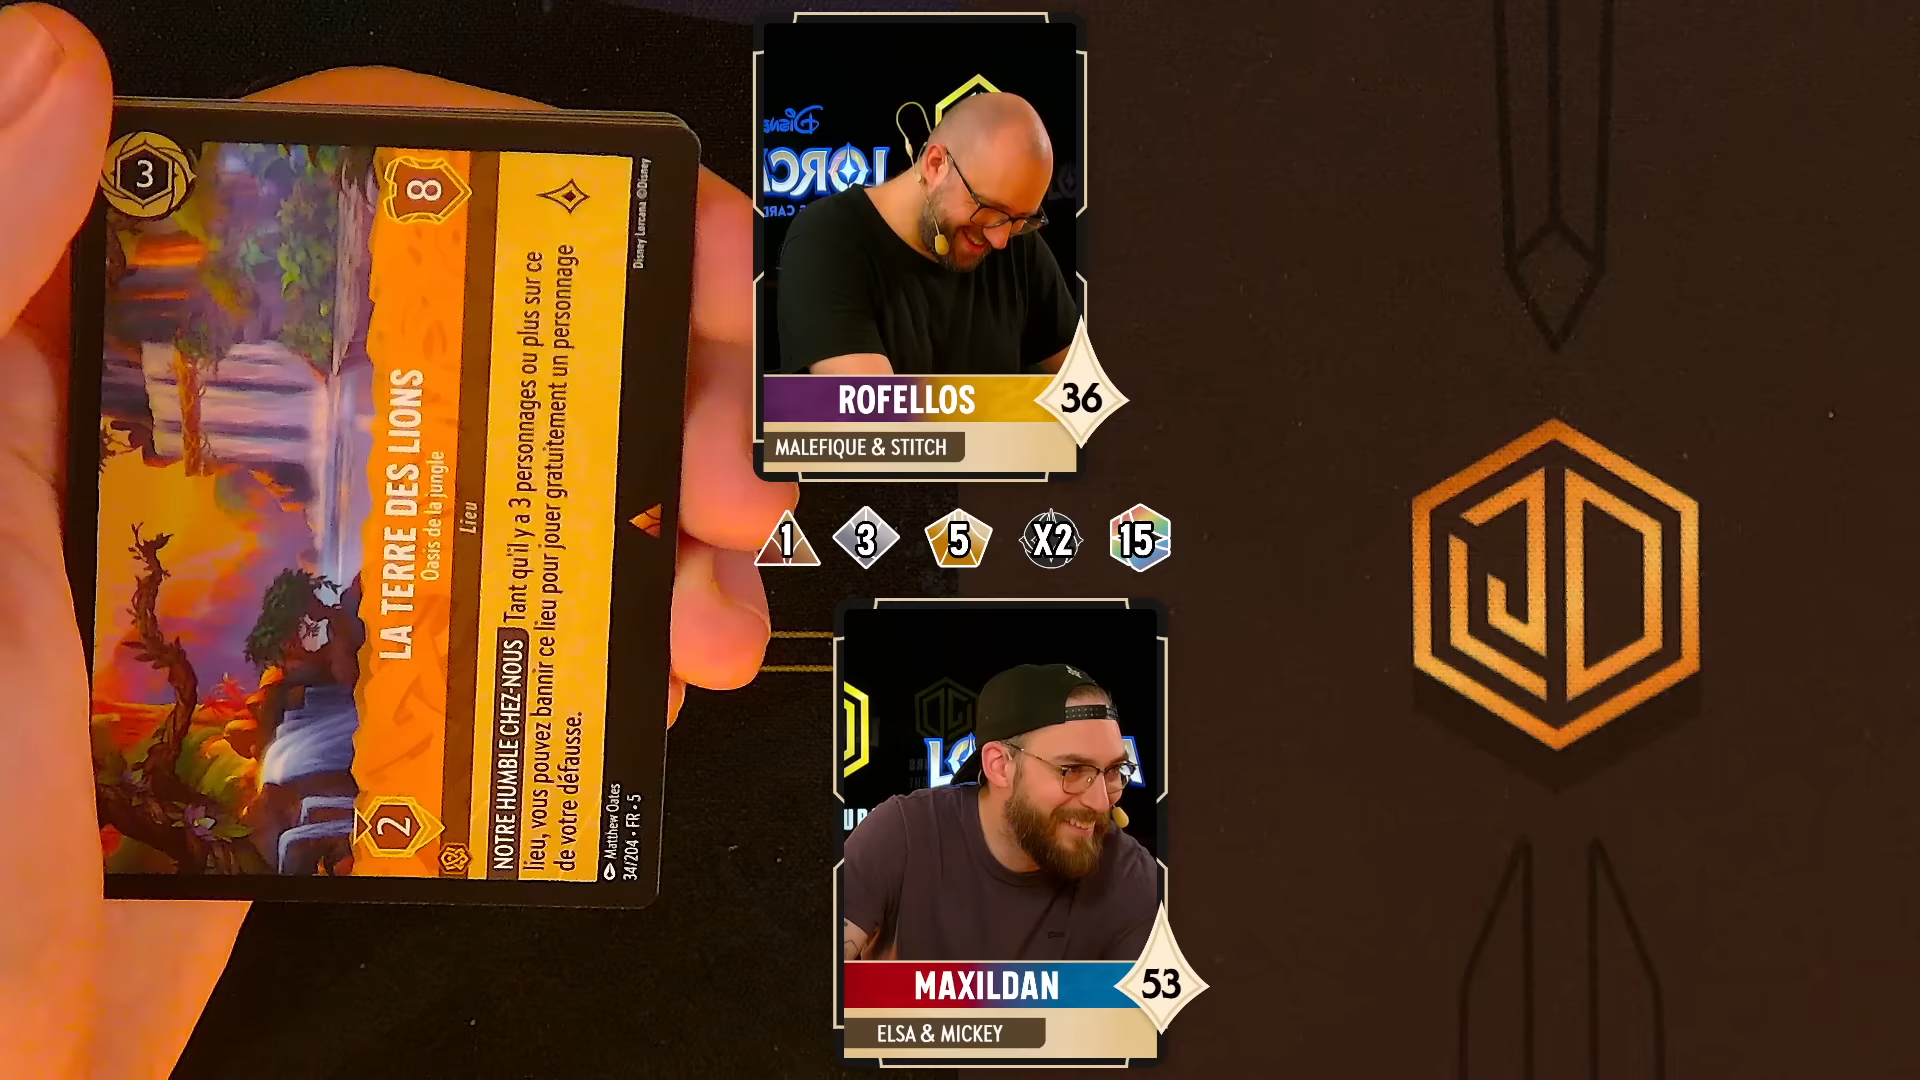 3
8
2
LA TERRE DES LIONS
Oasis de la jungle
Lieu
NOTRE HUMBLE CHEZ-NOUS Tant qu'il y a 3 personnages ou plus sur ce
lieu, vous pouvez bannir ce lieu pour jouer gratuitement un personnage
de votre défausse.
Matthew Oates
34/204 • FR • 5
Disney Lorcana ©Disney
ROFELLOS
36
MALEFIQUE & STITCH
1
3
5
X2
15
MAXILDAN
53
ELSA & MICKEY